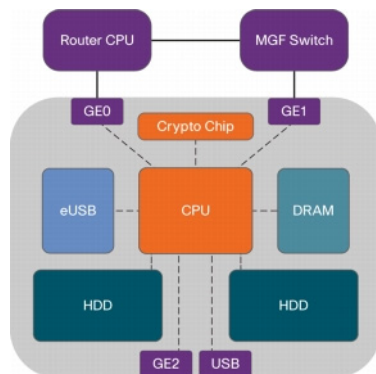 Router CPU
MGF Switch
GE0
GE1
Crypto Chip
eUSB
CPU
DRAM
HDD
HDD
GE2
USB